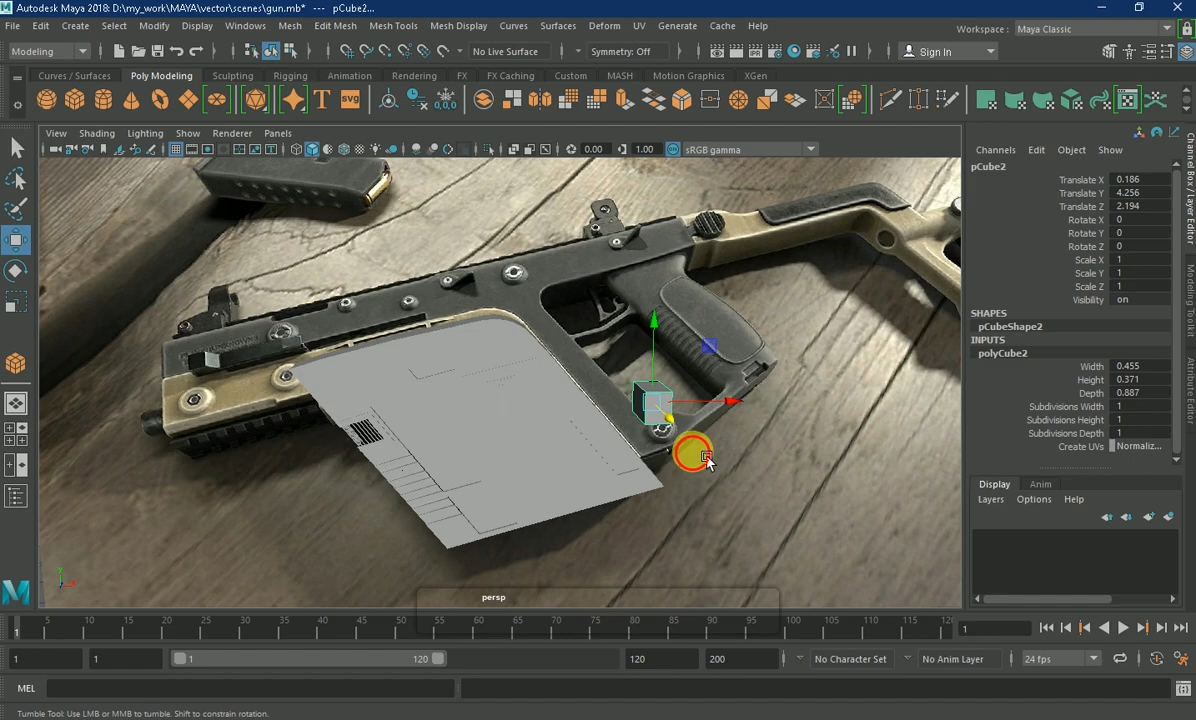 Autodesk Maya 2018: D:\my_work\MAYA\vector\scenes\gun.mb* --- pCube2...
File Edit Create Select Modify Display Windows Mesh Edit Mesh Mesh Tools Mesh Display Curves Surfaces Deform UV Generate Cache Help
Workspace: Maya Classic
Modeling No Live Surface Symmetry: Off Sign In
Curves / Surfaces Poly Modeling Sculpting Rigging Animation Rendering FX FX Caching Custom MASH Motion Graphics XGen
View Shading Lighting Show Renderer Panels
0.00 1.00 sRGB gamma
persp
Channels Edit Object Show
pCube2
Translate X 0.186
Translate Y 4.256
Translate Z 2.194
Rotate X 0
Rotate Y 0
Rotate Z 0
Scale X 1
Scale Y 1
Scale Z 1
Visibility on
SHAPES
pCubeShape2
INPUTS
polyCube2
Width 0.455
Height 0.371
Depth 0.887
Subdivisions Width 1
Subdivisions Height 1
Subdivisions Depth 1
Create UVs Normaliz...
Display Anim
Layers Options Help
Channel Box / Layer Editor
Modeling Toolkit
Attribute Editor
1 5 10 15 20 25 30 35 40 45 50 55 60 65 70 75 80 85 90 95 100 105 110 115 1
1 1 1 120 120 200 No Character Set No Anim Layer 24 fps
MEL
Tumble Tool: Use LMB or MMB to tumble. Shift to constrain rotation.